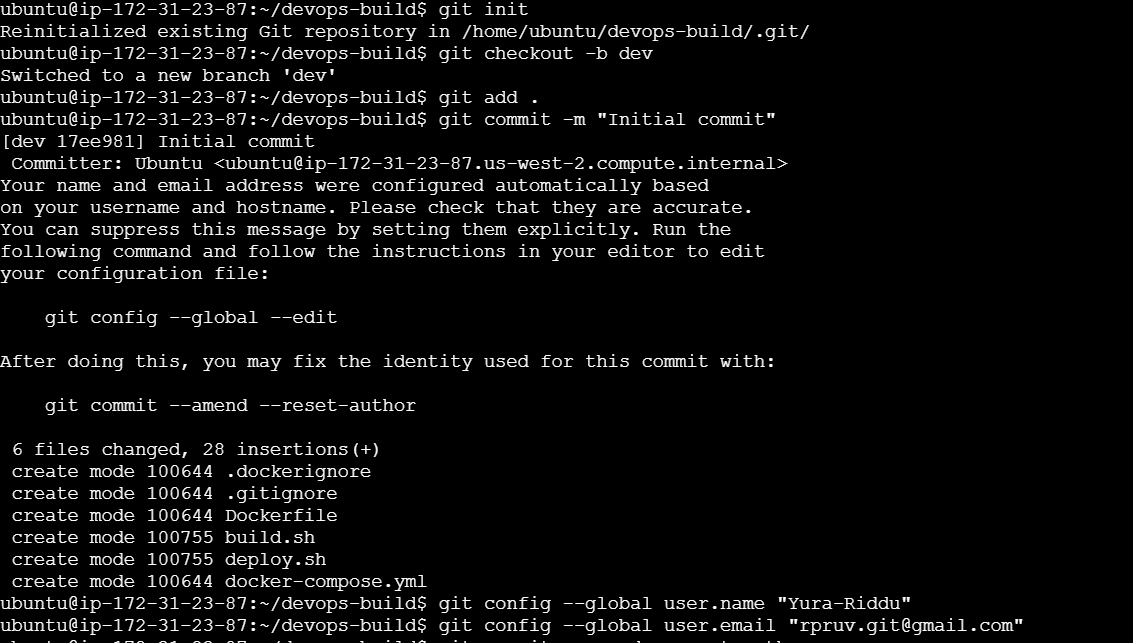 ubuntu@ip-172-31-23-87:~/devops-build$ git init
Reinitialized existing Git repository in /home/ubuntu/devops-build/.git/
ubuntu@ip-172-31-23-87:~/devops-build$ git checkout -b dev
Switched to a new branch 'dev'
ubuntu@ip-172-31-23-87:~/devops-build$ git add .
ubuntu@ip-172-31-23-87:~/devops-build$ git commit -m "Initial commit"
[dev 17ee981] Initial commit
 Committer: Ubuntu <ubuntu@ip-172-31-23-87.us-west-2.compute.internal>
Your name and email address were configured automatically based
on your username and hostname. Please check that they are accurate.
You can suppress this message by setting them explicitly. Run the
following command and follow the instructions in your editor to edit
your configuration file:
    git config --global --edit
After doing this, you may fix the identity used for this commit with:
    git commit --amend --reset-author
 6 files changed, 28 insertions(+)
 create mode 100644 .dockerignore
 create mode 100644 .gitignore
 create mode 100644 Dockerfile
 create mode 100755 build.sh
 create mode 100755 deploy.sh
 create mode 100644 docker-compose.yml
ubuntu@ip-172-31-23-87:~/devops-build$ git config --global user.name "Yura-Riddu"
ubuntu@ip-172-31-23-87:~/devops-build$ git config --global user.email "rpruv.git@gmail.com"